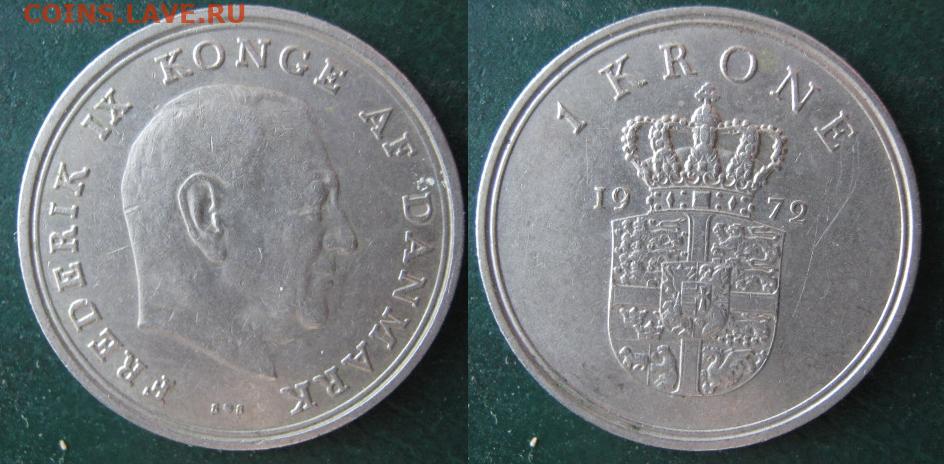 COINS.LAVE.RU
FREDERIK IX KONGE AF DANMARK
1 KRONE
19 72